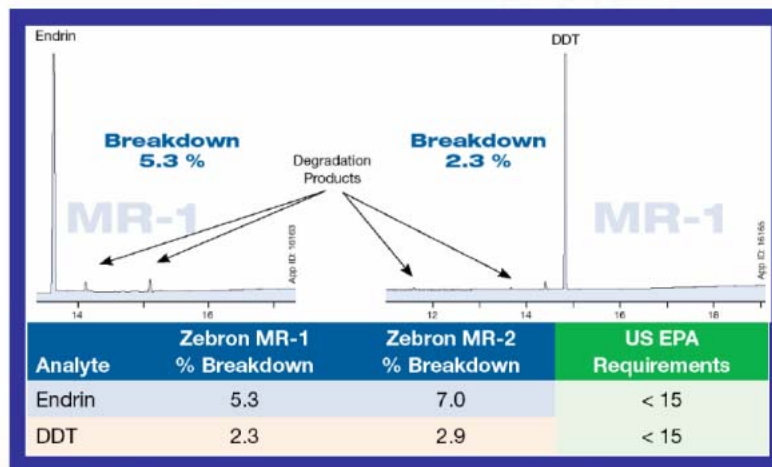 Endrin
DDT
Breakdown
5.3 %
Breakdown
2.3 %
Degradation
Products
MR-1
MR-1
App ID: 16163
App ID: 16165
14
16
12
14
16
18
Analyte
Zebron MR-1
% Breakdown
Zebron MR-2
% Breakdown
US EPA
Requirements
Endrin 5.3 7.0 < 15
DDT 2.3 2.9 < 15